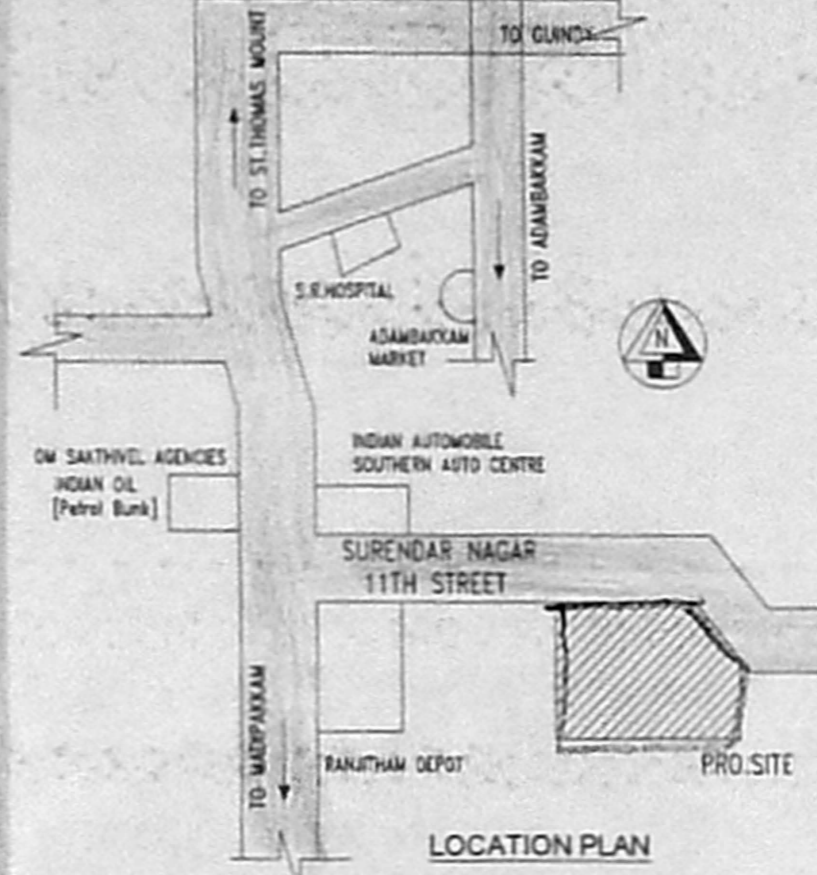 TO GUINDY
TO ST.THOMAS MOUNT
TO ADAMBAKKAM
S.R.HOSPITAL
ADAMBAKKAM
MARKET
N
OM SAKTHIVEL AGENCIES
INDIAN OIL
[Petrol Bunk]
INDIAN AUTOMOBILE
SOUTHERN AUTO CENTRE
SURENDAR NAGAR
11TH STREET
TO MADIPAKKAM
RANJITHAM DEPOT
PRO.SITE
LOCATION PLAN